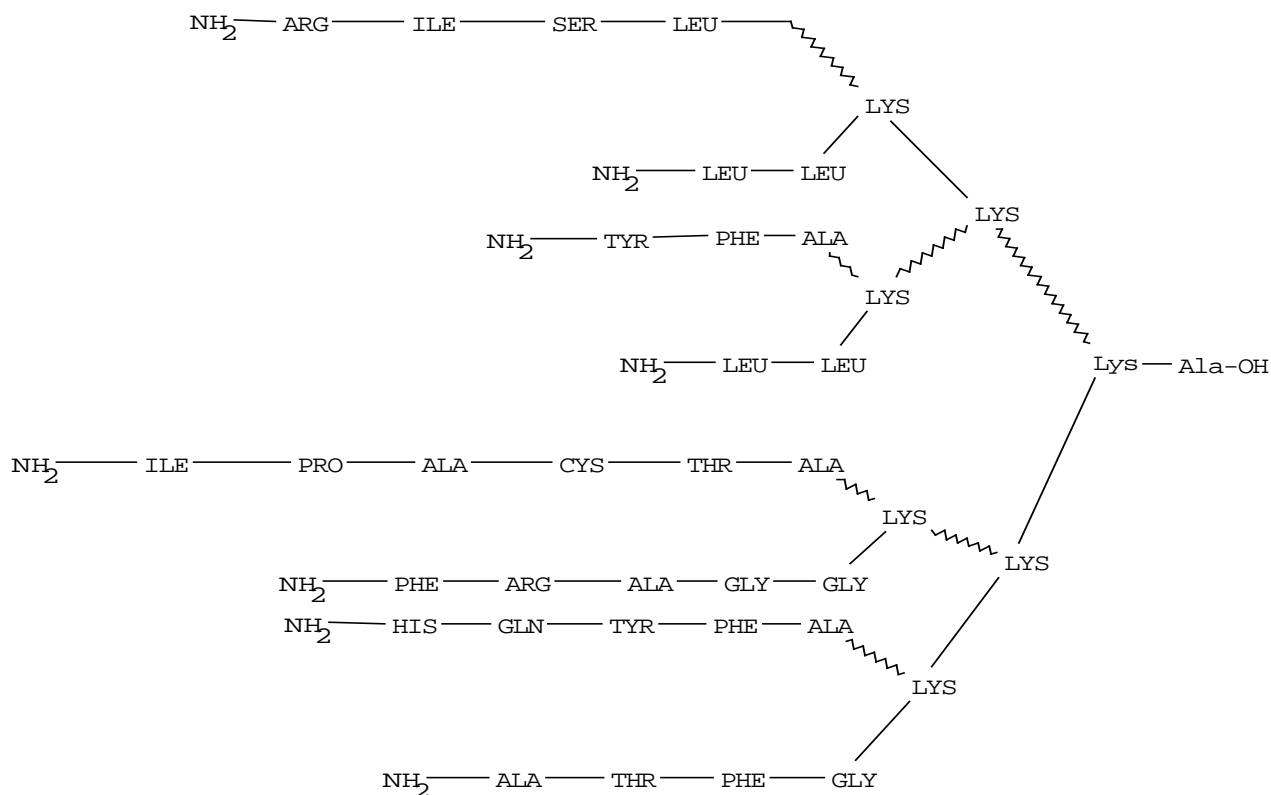 NH2 ARG ILE SER LEU
LYS
NH2 LEU LEU
LYS
NH2 TYR PHE ALA
LYS
NH2 LEU LEU
Lys Ala-OH
NH2 ILE PRO ALA CYS THR ALA
LYS
LYS
NH2 PHE ARG ALA GLY GLY
NH2 HIS GLN TYR PHE ALA
LYS
NH2 ALA THR PHE GLY